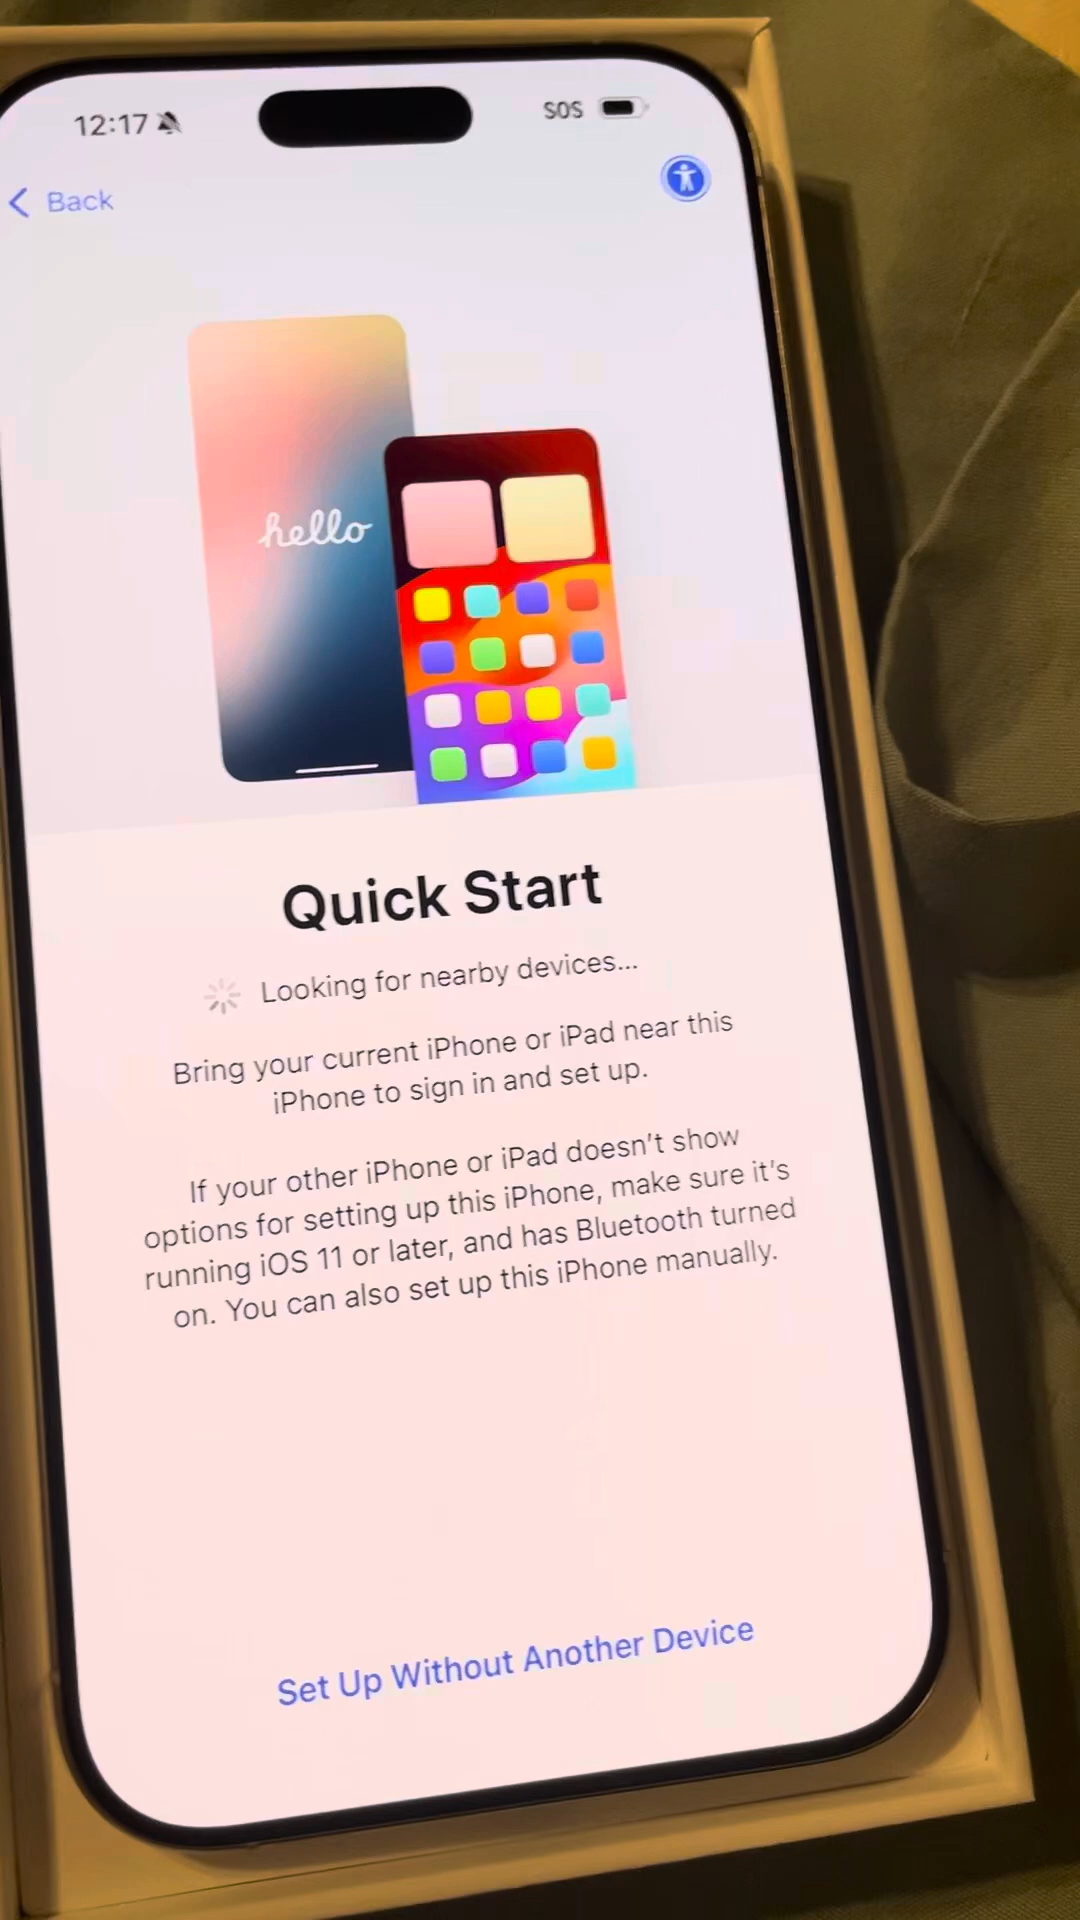 12:17
SOS
Back
hello
Quick Start
Looking for nearby devices...
Bring your current iPhone or iPad near this
iPhone to sign in and set up.
If your other iPhone or iPad doesn't show
options for setting up this iPhone, make sure it's
running iOS 11 or later, and has Bluetooth turned
on. You can also set up this iPhone manually.
Set Up Without Another Device